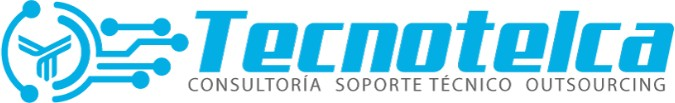 Tecnotelca
CONSULTORÍA SOPORTE TÉCNICO OUTSOURCING